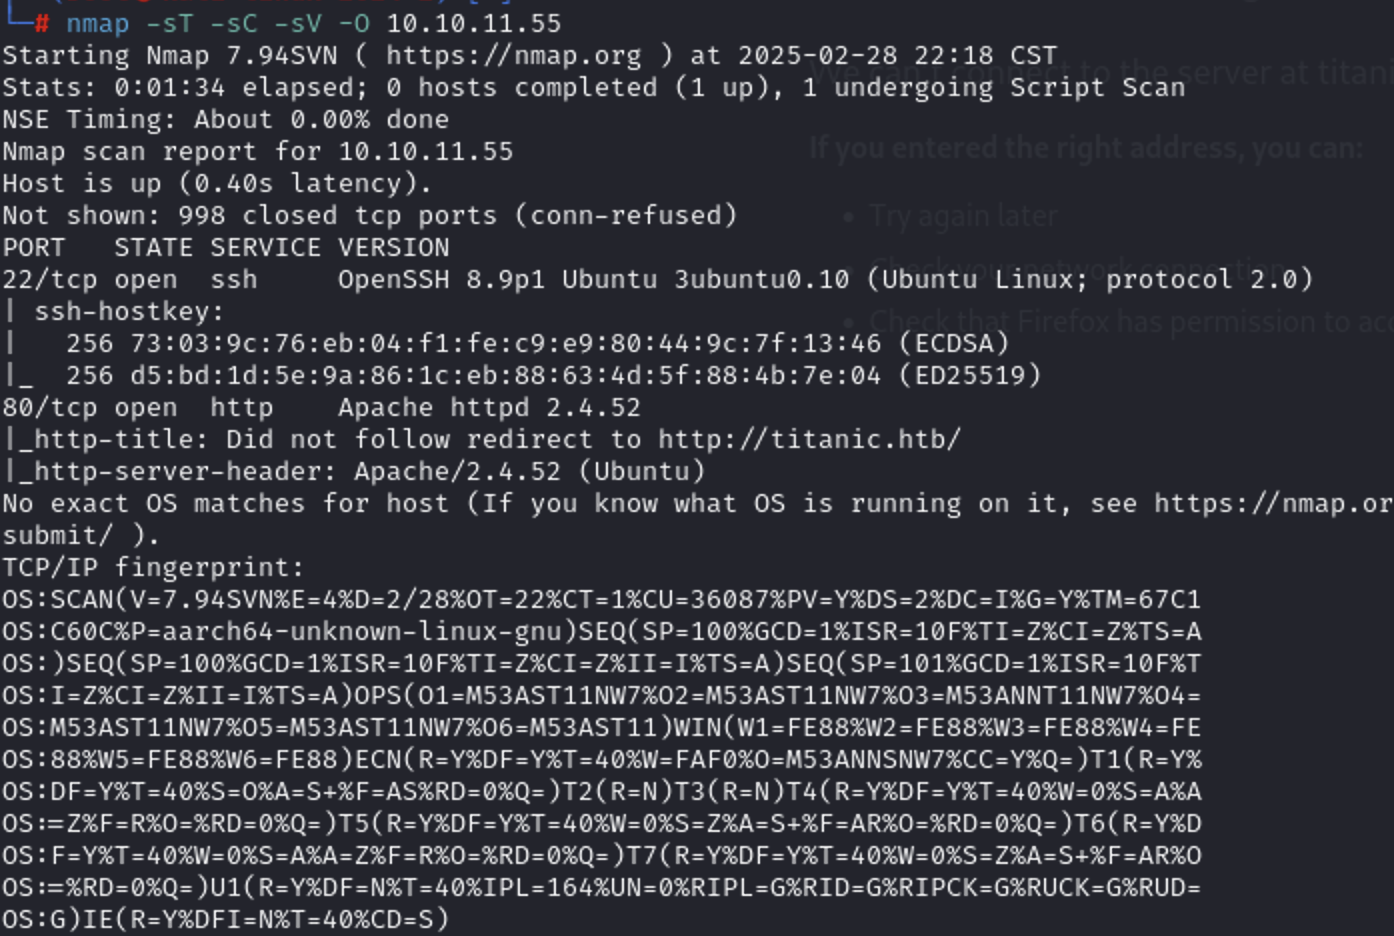 └─# nmap -sT -sC -sV -O 10.10.11.55
Starting Nmap 7.94SVN ( https://nmap.org ) at 2025-02-28 22:18 CST
Stats: 0:01:34 elapsed; 0 hosts completed (1 up), 1 undergoing Script Scan
NSE Timing: About 0.00% done
Nmap scan report for 10.10.11.55
Host is up (0.40s latency).
Not shown: 998 closed tcp ports (conn-refused)
PORT   STATE SERVICE VERSION
22/tcp open  ssh     OpenSSH 8.9p1 Ubuntu 3ubuntu0.10 (Ubuntu Linux; protocol 2.0)
| ssh-hostkey:
|   256 73:03:9c:76:eb:04:f1:fe:c9:e9:80:44:9c:7f:13:46 (ECDSA)
|_  256 d5:bd:1d:5e:9a:86:1c:eb:88:63:4d:5f:88:4b:7e:04 (ED25519)
80/tcp open  http    Apache httpd 2.4.52
|_http-title: Did not follow redirect to http://titanic.htb/
|_http-server-header: Apache/2.4.52 (Ubuntu)
No exact OS matches for host (If you know what OS is running on it, see https://nmap.or
submit/ ).
TCP/IP fingerprint:
OS:SCAN(V=7.94SVN%E=4%D=2/28%OT=22%CT=1%CU=36087%PV=Y%DS=2%DC=I%G=Y%TM=67C1
OS:C60C%P=aarch64-unknown-linux-gnu)SEQ(SP=100%GCD=1%ISR=10F%TI=Z%CI=Z%TS=A
OS:)SEQ(SP=100%GCD=1%ISR=10F%TI=Z%CI=Z%II=I%TS=A)SEQ(SP=101%GCD=1%ISR=10F%T
OS:I=Z%CI=Z%II=I%TS=A)OPS(O1=M53AST11NW7%O2=M53AST11NW7%O3=M53ANNT11NW7%O4=
OS:M53AST11NW7%O5=M53AST11NW7%O6=M53AST11)WIN(W1=FE88%W2=FE88%W3=FE88%W4=FE
OS:88%W5=FE88%W6=FE88)ECN(R=Y%DF=Y%T=40%W=FAF0%O=M53ANNSNW7%CC=Y%Q=)T1(R=Y%
OS:DF=Y%T=40%S=O%A=S+%F=AS%RD=0%Q=)T2(R=N)T3(R=N)T4(R=Y%DF=Y%T=40%W=0%S=A%A
OS:=Z%F=R%O=%RD=0%Q=)T5(R=Y%DF=Y%T=40%W=0%S=Z%A=S+%F=AR%O=%RD=0%Q=)T6(R=Y%D
OS:F=Y%T=40%W=0%S=A%A=Z%F=R%O=%RD=0%Q=)T7(R=Y%DF=Y%T=40%W=0%S=Z%A=S+%F=AR%O
OS:=%RD=0%Q=)U1(R=Y%DF=N%T=40%IPL=164%UN=0%RIPL=G%RID=G%RIPCK=G%RUCK=G%RUD=
OS:G)IE(R=Y%DFI=N%T=40%CD=S)
If you entered the right address, you can:
• Try again later
• Check your network connection
• Check that Firefox has permission to ac